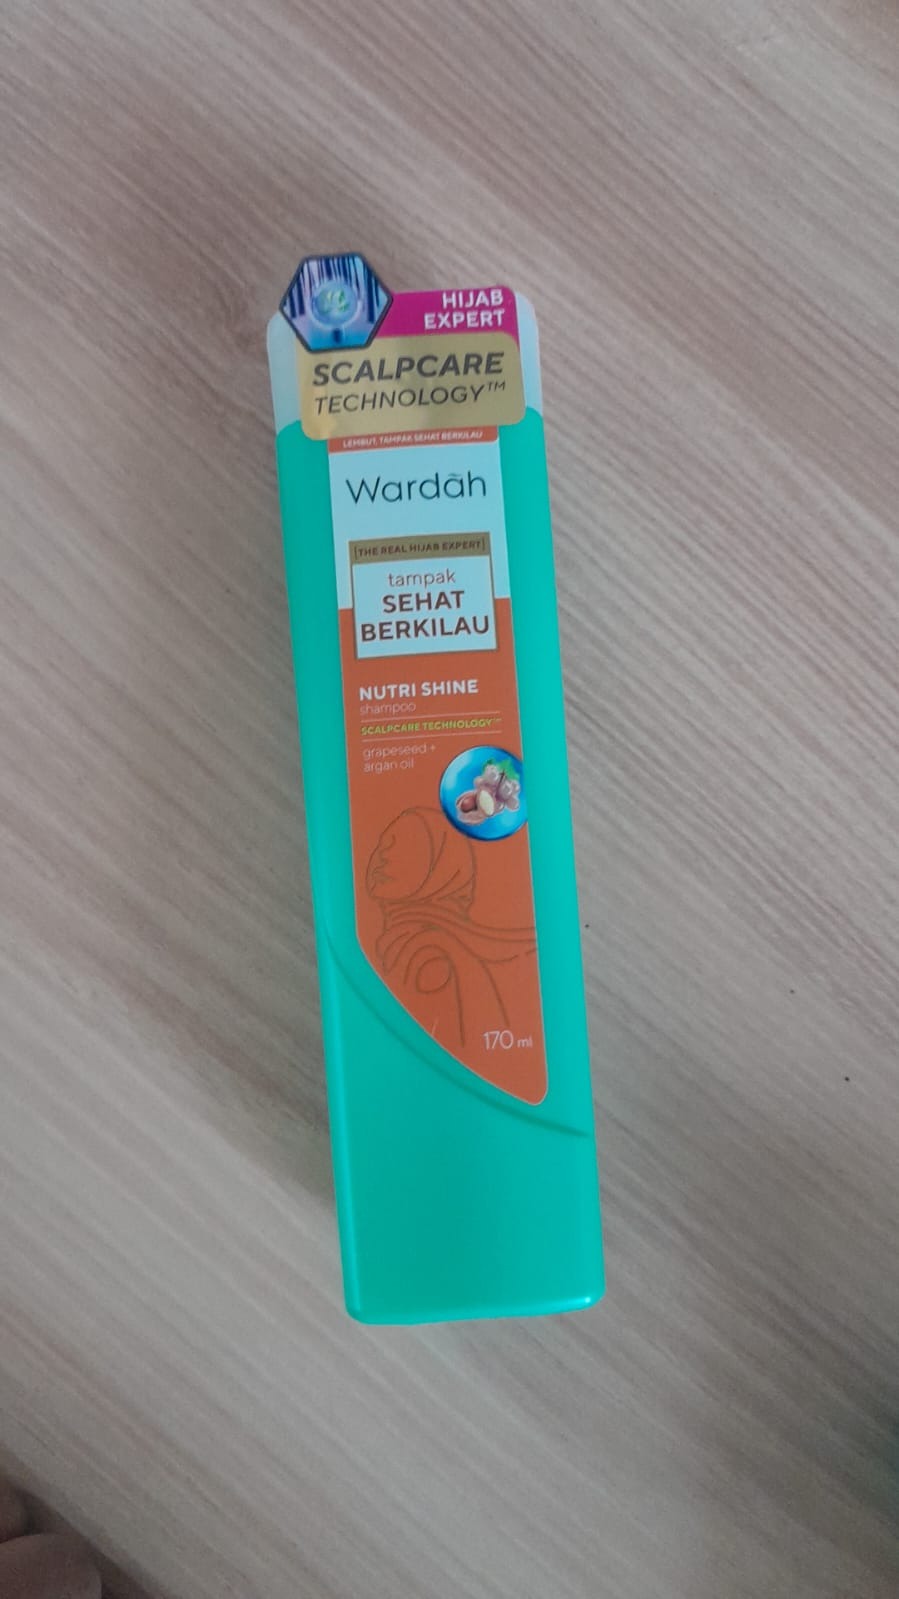 HIJAB
EXPERT
SCALPCARE
TECHNOLOGY™
LEMBUT, TAMPAK SEHAT BERKILAU
Wardãh
[THE REAL HIJAB EXPERT]
tampak
SEHAT
BERKILAU
NUTRI SHINE
shampoo
SCALPCARE TECHNOLOGY™
grapeseed +
argan oil
170 ml